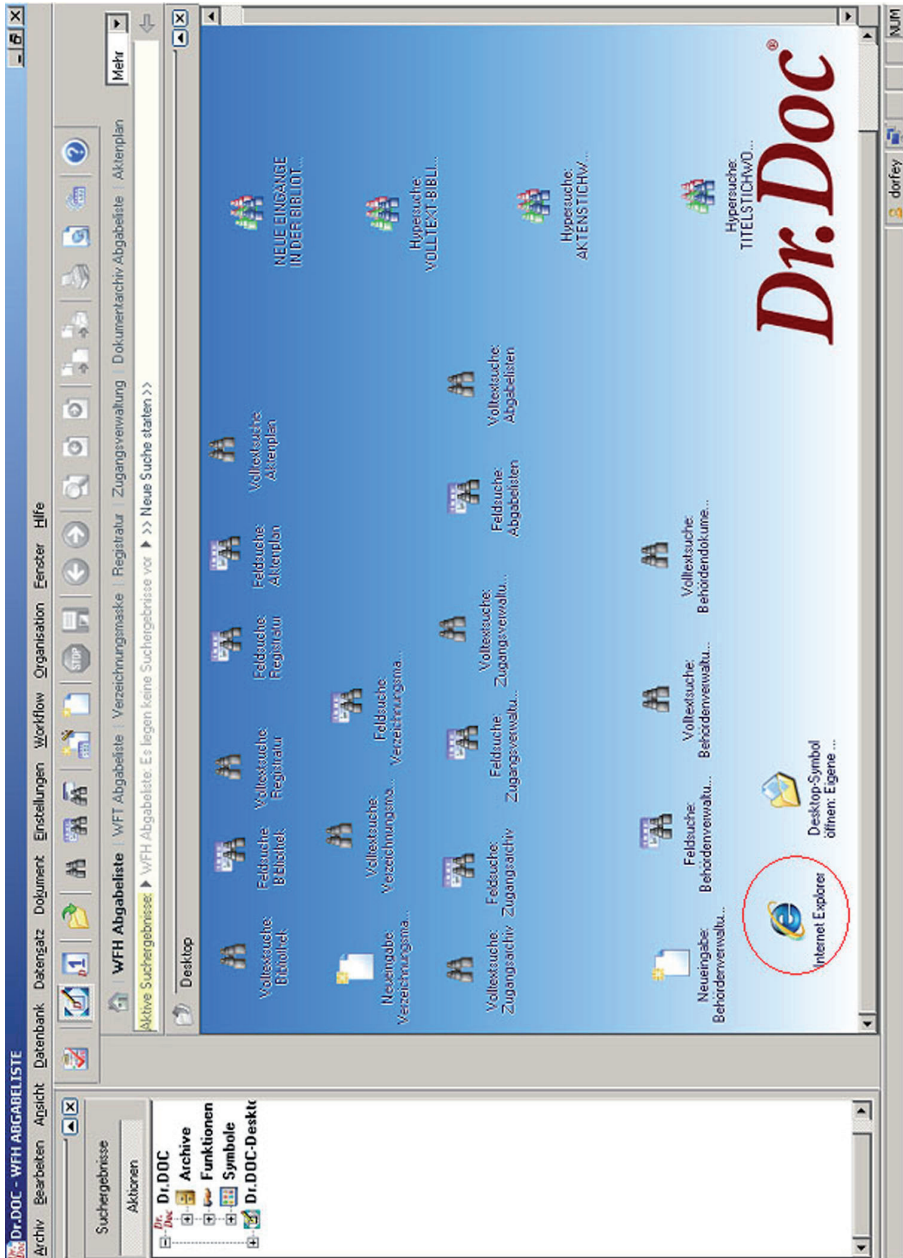 Dr.DOC - WFH ABGABELISTE
Archiv Bearbeiten Ansicht Datenbank Datensatz Dokument Einstellungen Workflow Organisation Fenster Hilfe
1
STOP
?
WFH Abgabeliste | WFT Abgabeliste | Verzeichnungsmaske | Registratur | Zugangsverwaltung | Dokumentarchiv Abgabeliste | Aktenplan
Mehr
Aktive Suchergebnisse: WFH Abgabeliste: Es liegen keine Suchergebnisse vor >> Neue Suche starten >>
Suchergebnisse
Aktionen
Dr.DOC
Archive
Funktionen
Symbole
Dr.DOC-Deskto
Desktop
Volltextsuche:
Bibliothek
Feldsuche:
Bibliothek
Volltextsuche:
Registratur
Feldsuche:
Registratur
Feldsuche:
Aktenplan
Volltextsuche:
Aktenplan
NEUE EINGÄNGE
IN DER BIBLIOT...
Neueingabe:
Verzeichnungsma...
Volltextsuche:
Verzeichnungsma...
Feldsuche:
Verzeichnungsma...
Hypersuche:
VOLLTEXT-BIBLI...
Volltextsuche:
Zugangsarchiv
Feldsuche:
Zugangsarchiv
Feldsuche:
Zugangsverwaltu...
Volltextsuche:
Zugangsverwaltu...
Feldsuche:
Abgabelisten
Volltextsuche:
Abgabelisten
Hypersuche:
AKTENSTICHW...
Neueingabe:
Behördenverwaltu...
Feldsuche:
Behördenverwaltu...
Volltextsuche:
Behördenverwaltu...
Volltextsuche:
Behördendokume...
Hypersuche:
TITELSTICHWO...
Internet Explorer
Desktop-Symbol
öffnen: Eigene ...
Dr.Doc®
dorfey
NUM